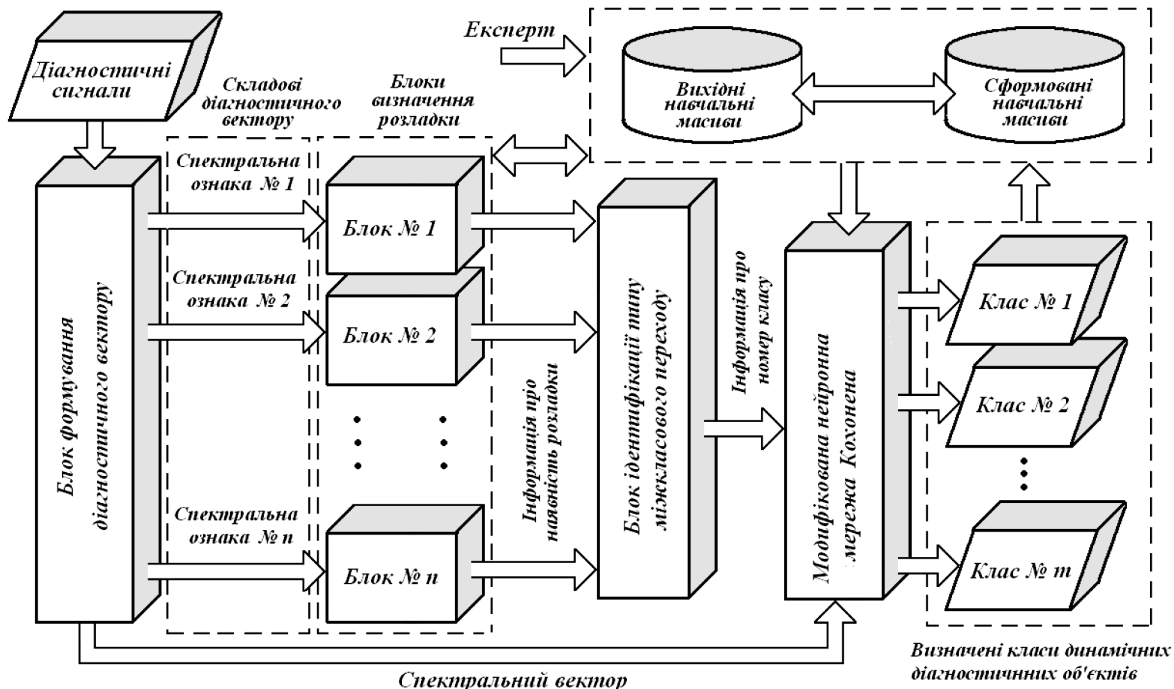 Діагностичні
сигнали
Складові
діагностичного
вектору
Блоки
визначення
розладки
Експерт
Вихідні
навчальні
масиви
Сформовані
навчальні
масиви
Блок формування
діагностичного вектору
Спектральна
ознака № 1
Спектральна
ознака № 2
Спектральна
ознака № n
Блок № 1
Блок № 2
Блок № n
Інформація про
наявність розладки
Блок ідентифікації типу
міжкласового переходу
Інформація про
номер класу
Модифікована нейронна
мережа Кохонена
Клас № 1
Клас № 2
Клас № m
Визначені класи динамічних
діагностичнних об'єктів
Спектральний вектор